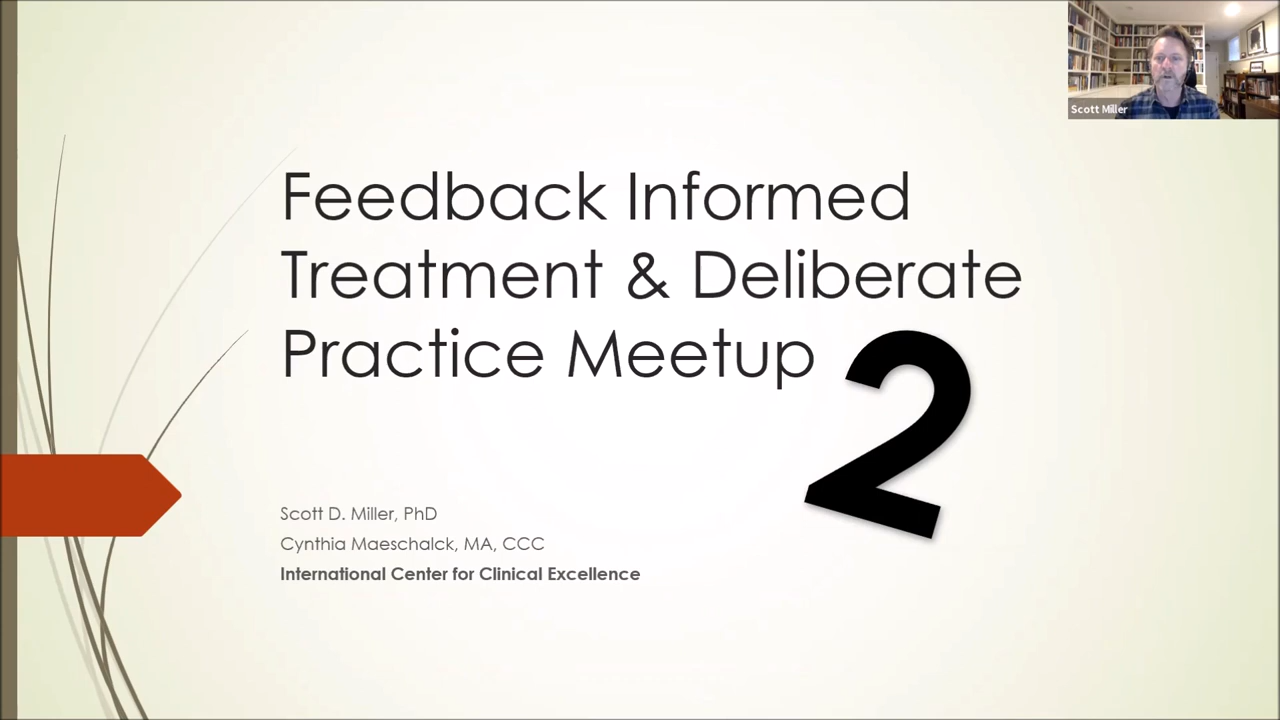 Scott Miller
Feedback Informed
Treatment & Deliberate
Practice Meetup
2
Scott D. Miller, PhD
Cynthia Maeschalck, MA, CCC
International Center for Clinical Excellence